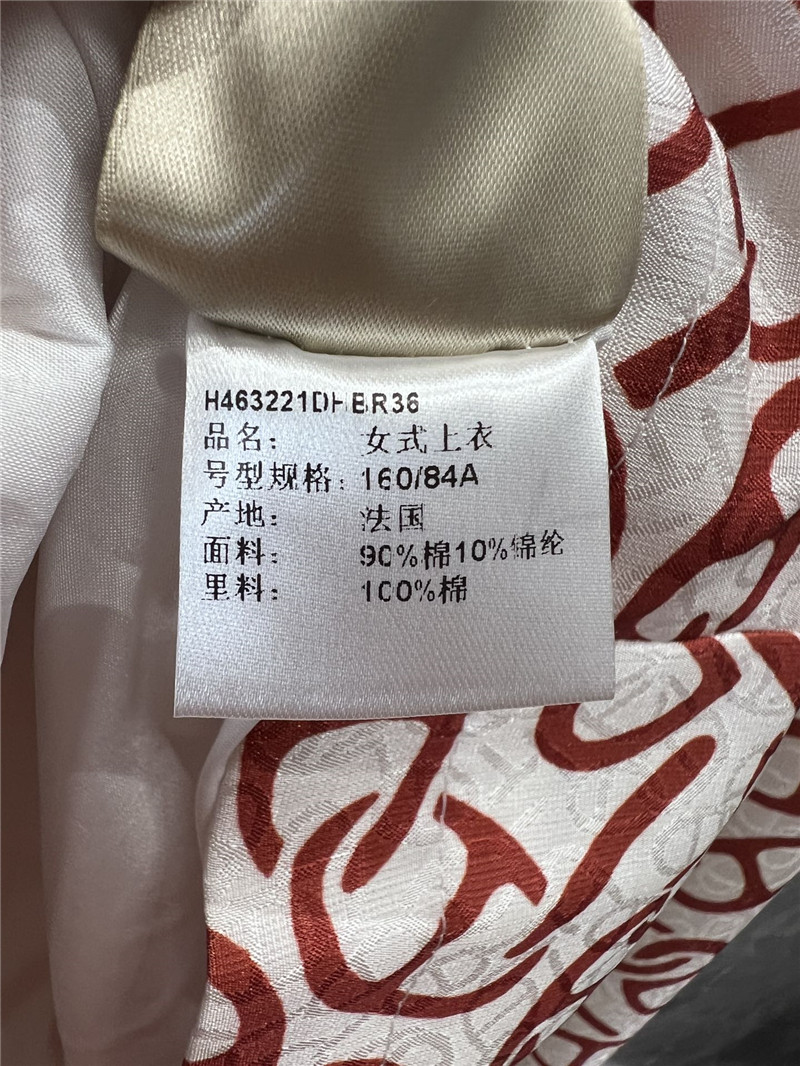 H463221DHBR36
品名： 女式上衣
号型规格：160/84A
产地： 法国
面料： 90%棉10%锦纶
里料： 100%棉